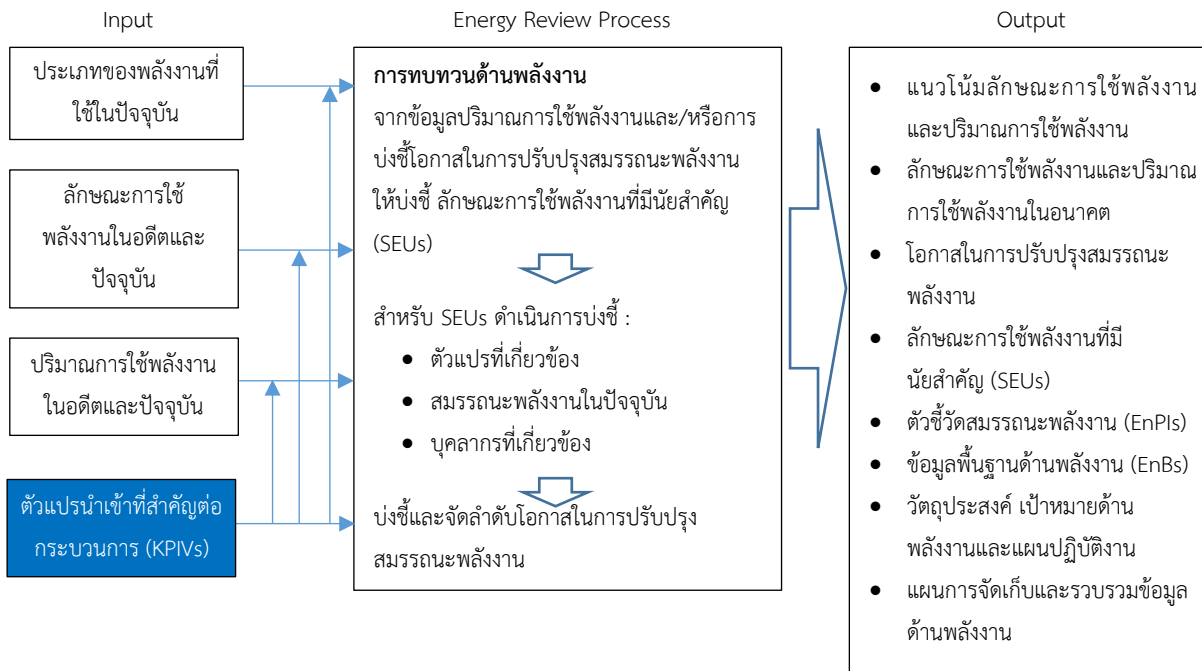 Input
ประเภทของพลังงานที่
ใช้ในปัจจุบัน
ลักษณะการใช้
พลังงานในอดีตและ
ปัจจุบัน
ปริมาณการใช้พลังงาน
ในอดีตและปัจจุบัน
ตัวแปรนำเข้าที่สำคัญต่อ
กระบวนการ (KPIVs)
Energy Review Process
การทบทวนด้านพลังงาน
จากข้อมูลปริมาณการใช้พลังงานและ/หรือการ
บ่งชี้โอกาสในการปรับปรุงสมรรถนะพลังงาน
ให้บ่งชี้ ลักษณะการใช้พลังงานที่มีนัยสำคัญ
(SEUs)
สำหรับ SEUs ดำเนินการบ่งชี้ :
• ตัวแปรที่เกี่ยวข้อง
• สมรรถนะพลังงานในปัจจุบัน
• บุคลากรที่เกี่ยวข้อง
บ่งชี้และจัดลำดับโอกาสในการปรับปรุง
สมรรถนะพลังงาน
Output
• แนวโน้มลักษณะการใช้พลังงาน
และปริมาณการใช้พลังงาน
• ลักษณะการใช้พลังงานและปริมาณ
การใช้พลังงานในอนาคต
• โอกาสในการปรับปรุงสมรรถนะ
พลังงาน
• ลักษณะการใช้พลังงานที่มี
นัยสำคัญ (SEUs)
• ตัวชี้วัดสมรรถนะพลังงาน (EnPIs)
• ข้อมูลพื้นฐานด้านพลังงาน (EnBs)
• วัตถุประสงค์ เป้าหมายด้าน
พลังงานและแผนปฏิบัติงาน
• แผนการจัดเก็บและรวบรวมข้อมูล
ด้านพลังงาน